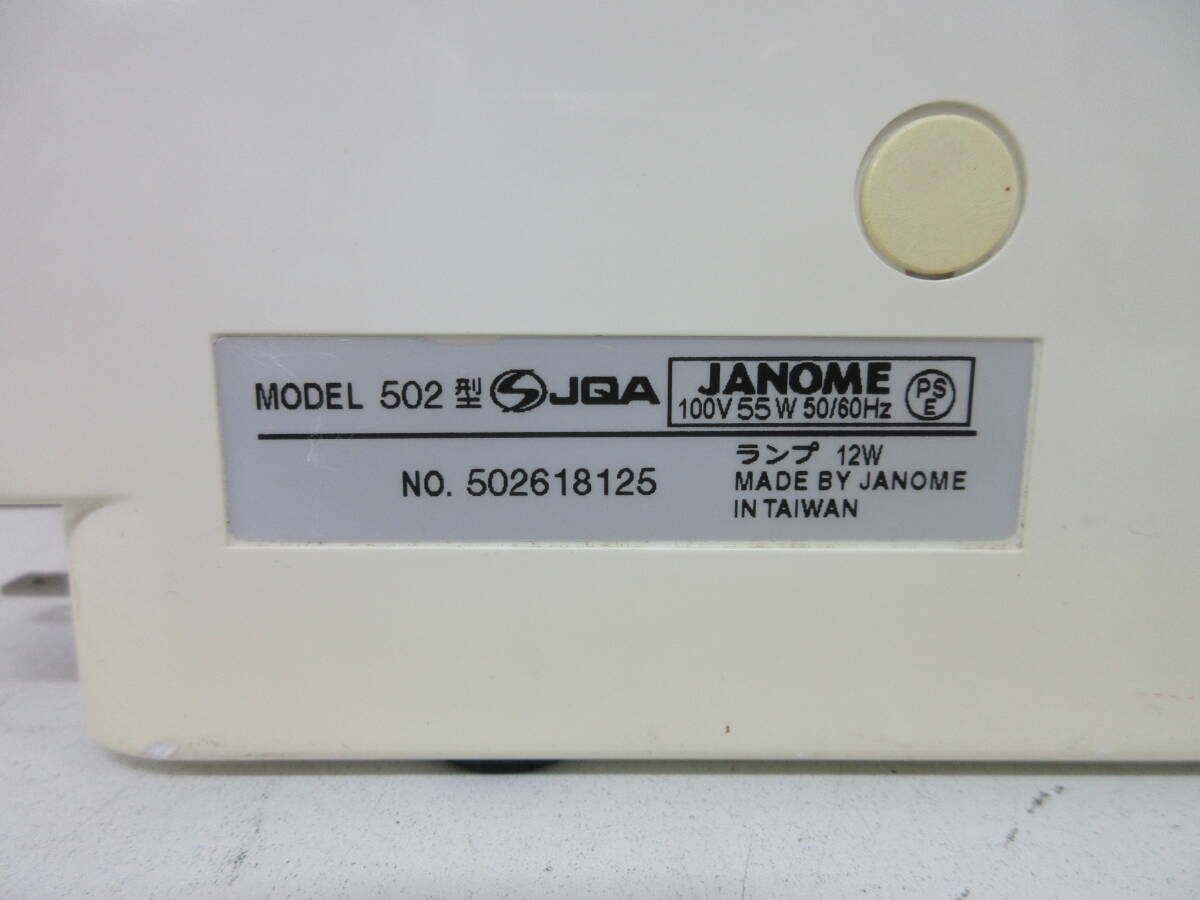 MODEL 502 型 JQA JANOME
100V 55W 50/60Hz PS E
ランプ 12W
NO. 502618125
MADE BY JANOME
IN TAIWAN